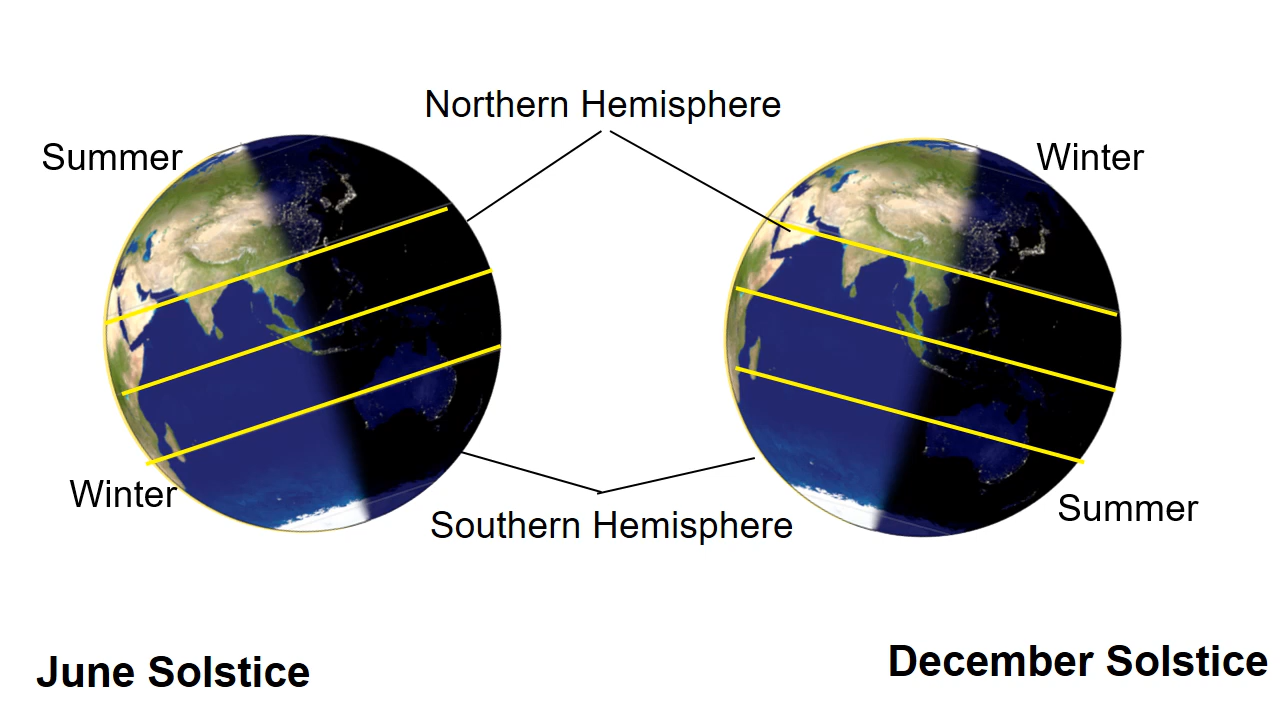 Northern Hemisphere
Summer
Winter
Winter
Southern Hemisphere
Summer
June Solstice
December Solstice